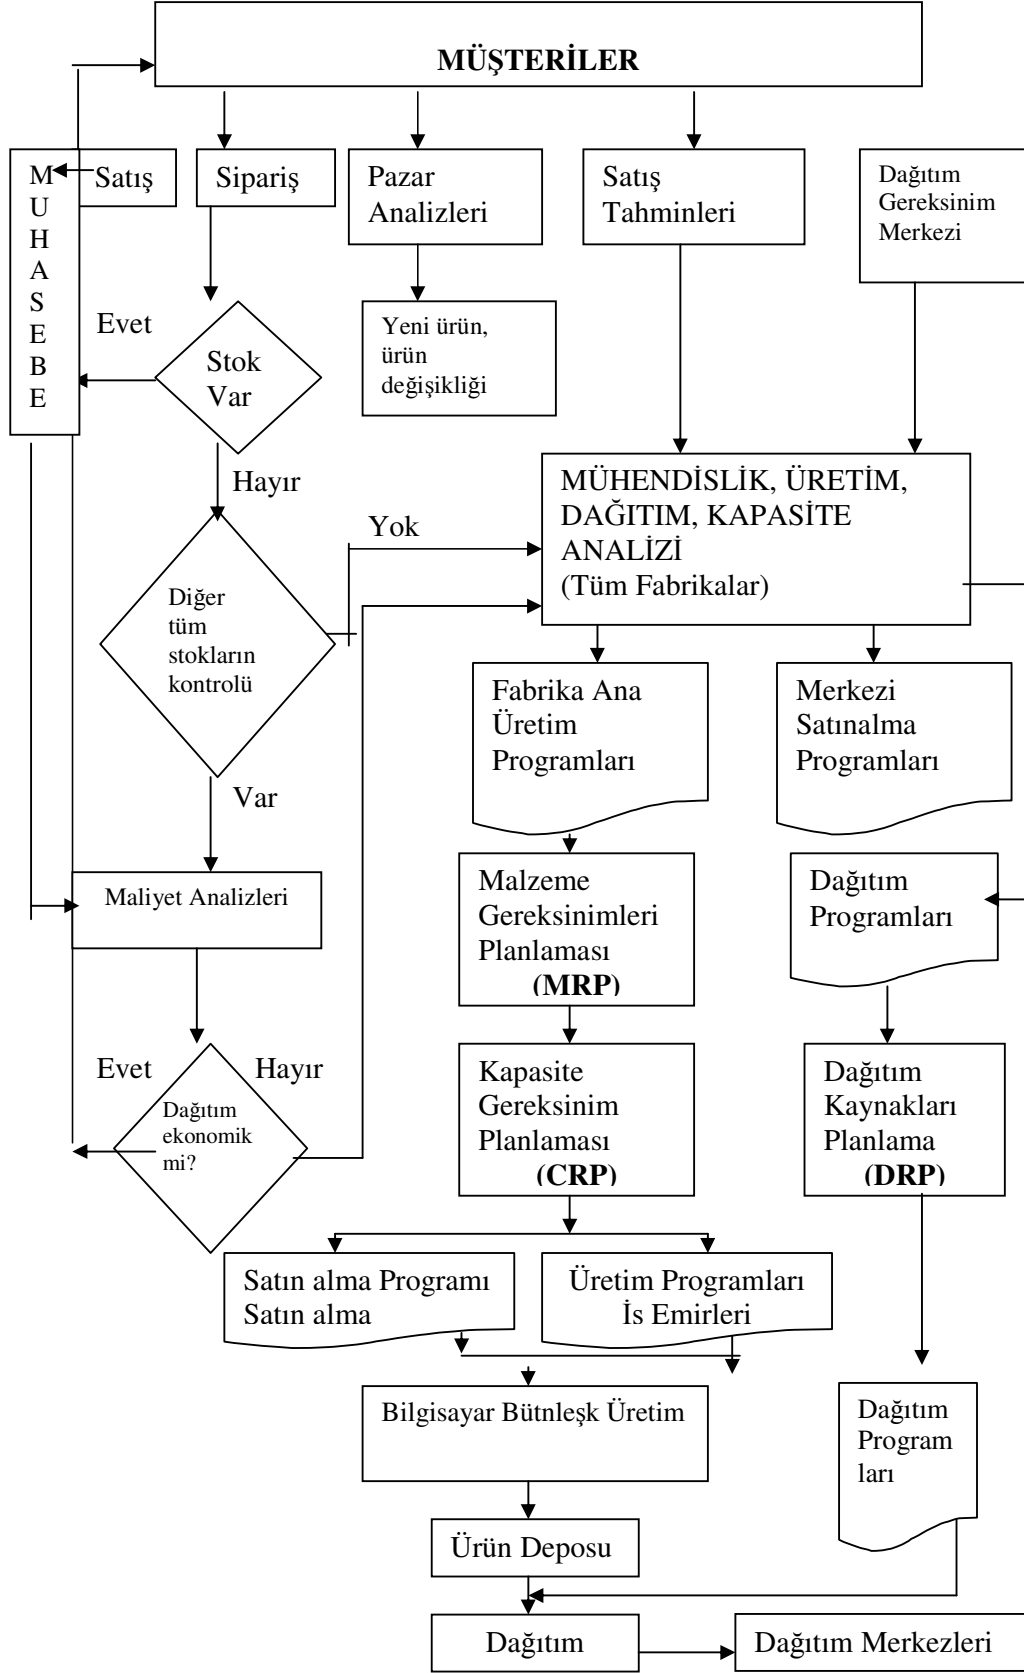 MÜŞTERİLER
M
U
H
A
S
E
B
E
Satış
Sipariş
Pazar
Analizleri
Satış
Tahminleri
Dağıtım
Gereksinim
Merkezi
Evet
Stok
Var
Yeni ürün,
ürün
değişikliği
Hayır
MÜHENDİSLİK, ÜRETİM,
DAĞITIM, KAPASİTE
ANALİZİ
(Tüm Fabrikalar)
Yok
Diğer
tüm
stokların
kontrolü
Fabrika Ana
Üretim
Programları
Merkezi
Satınalma
Programları
Var
Maliyet Analizleri
Malzeme
Gereksinimleri
Planlaması
(MRP)
Dağıtım
Programları
Evet
Hayır
Dağıtım
ekonomik
mi?
Kapasite
Gereksinim
Planlaması
(CRP)
Dağıtım
Kaynakları
Planlama
(DRP)
Satın alma Programı
Satın alma
Üretim Programları
İs Emirleri
Bilgisayar Bütnleşk Üretim
Dağıtım
Program
ları
Ürün Deposu
Dağıtım
Dağıtım Merkezleri